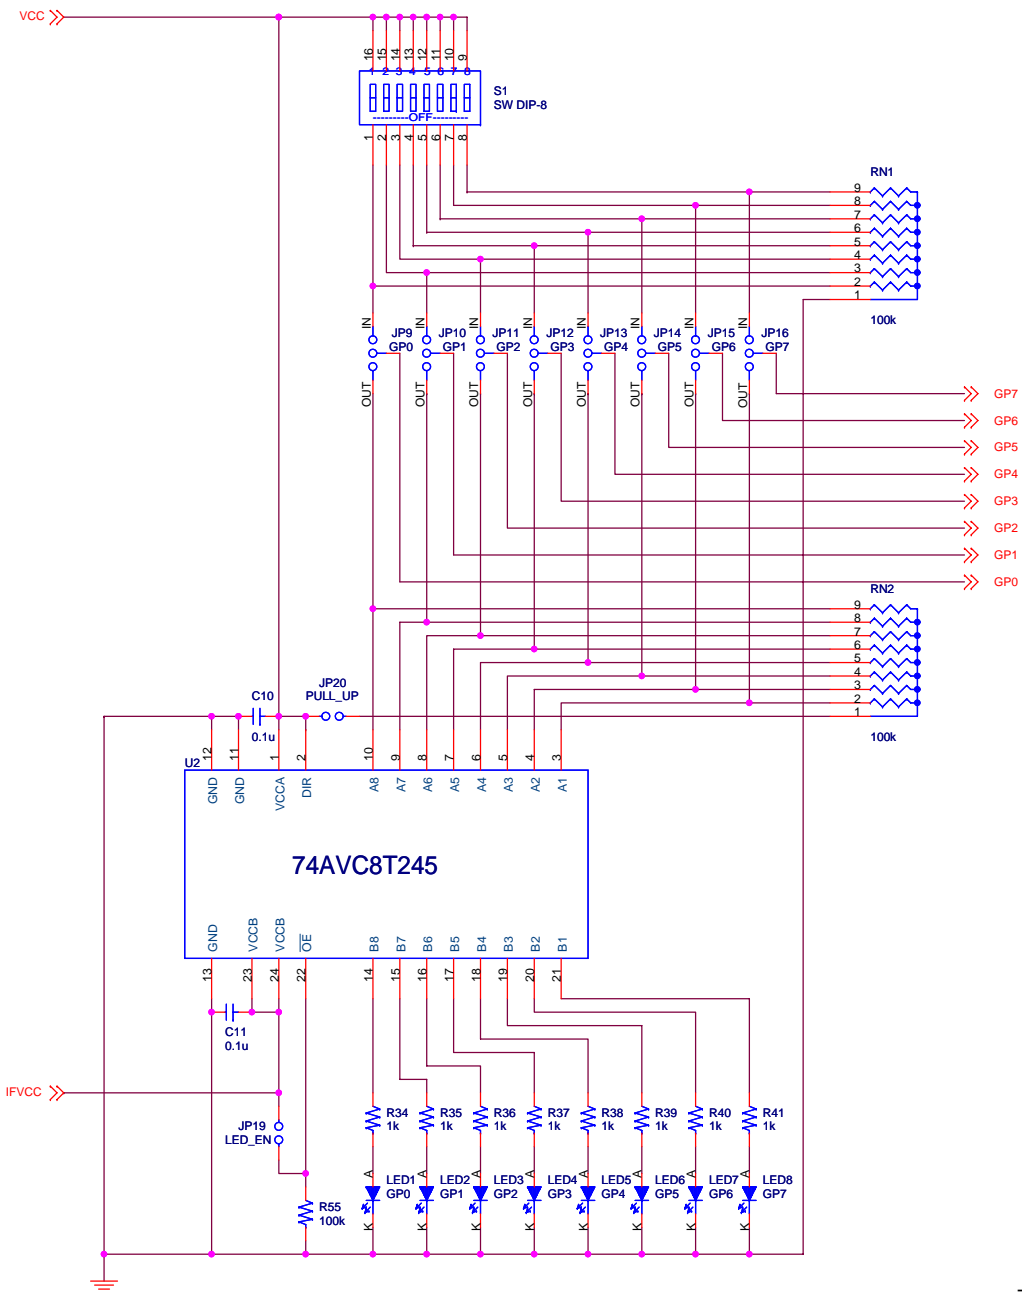 VCC
16 15 14 13 12 11 10 9
1 2 3 4 5 6 7 8
---------OFF---------
S1
SW DIP-8
1 2 3 4 5 6 7 8
RN1
9
8
7
6
5
4
3
2
1
100k
IN IN IN IN IN IN IN IN
JP9 JP10 JP11 JP12 JP13 JP14 JP15 JP16
GP0 GP1 GP2 GP3 GP4 GP5 GP6 GP7
OUT OUT OUT OUT OUT OUT OUT OUT
GP7
GP6
GP5
GP4
GP3
GP2
GP1
GP0
RN2
9
8
7
6
5
4
3
2
1
100k
JP20
PULL_UP
C10
0.1u
U2
12 11 1 2 10 9 8 7 6 5 4 3
GND GND VCCA DIR A8 A7 A6 A5 A4 A3 A2 A1
74AVC8T245
GND VCCB VCCB OE B8 B7 B6 B5 B4 B3 B2 B1
13 23 24 22 14 15 16 17 18 19 20 21
C11
0.1u
IFVCC
JP19
LED_EN
R34 R35 R36 R37 R38 R39 R40 R41
1k 1k 1k 1k 1k 1k 1k 1k
A A A A A A A A
LED1 LED2 LED3 LED4 LED5 LED6 LED7 LED8
GP0 GP1 GP2 GP3 GP4 GP5 GP6 GP7
K K K K K K K K
R55
100k